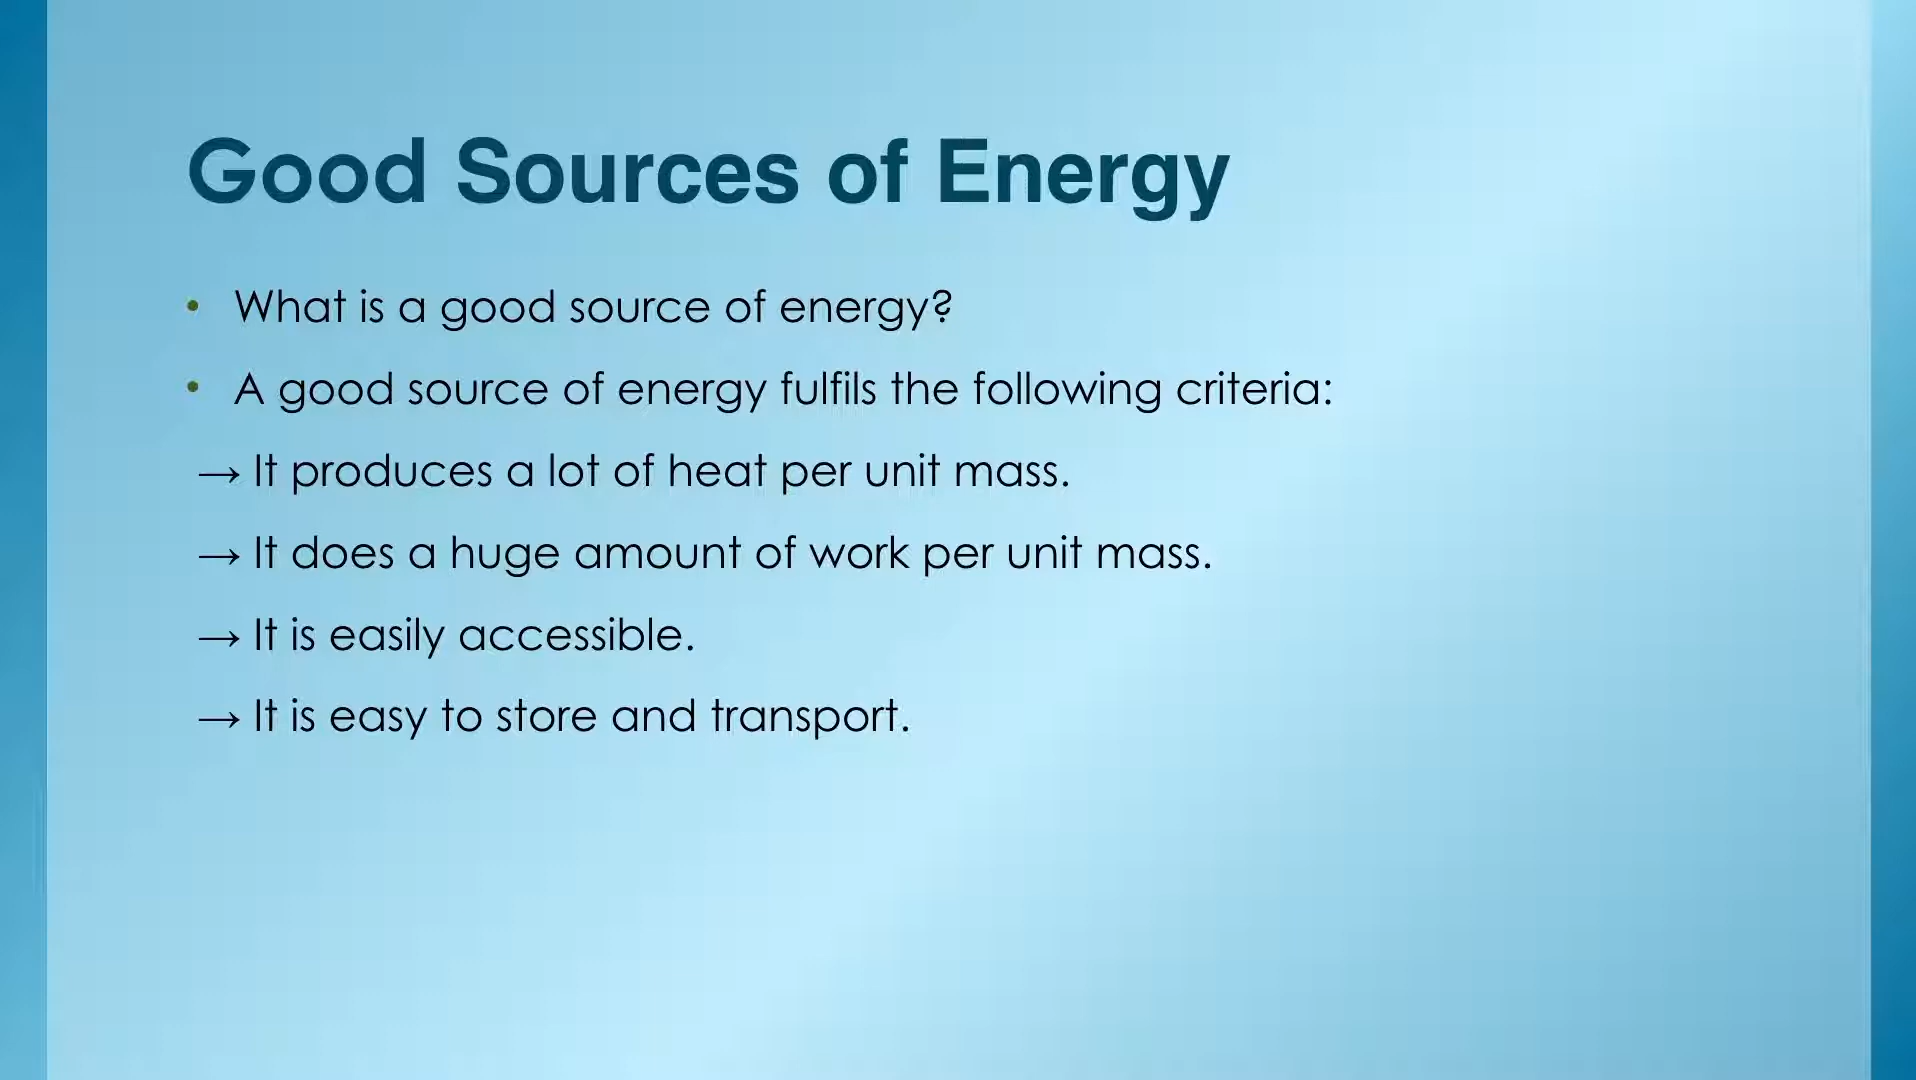 Good Sources of Energy
• What is a good source of energy?
• A good source of energy fulfils the following criteria:
→ It produces a lot of heat per unit mass.
→ It does a huge amount of work per unit mass.
→ It is easily accessible.
→ It is easy to store and transport.